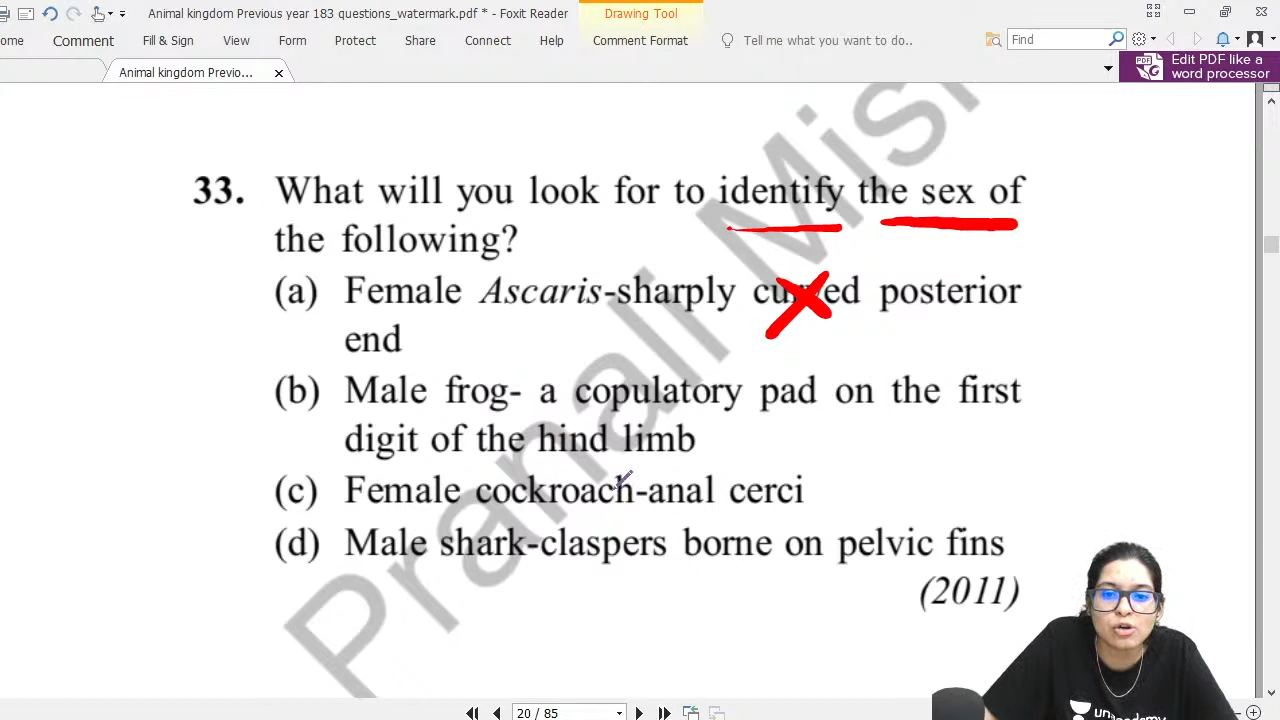 Animal kingdom Previous year 183 questions_watermark.pdf * - Foxit Reader
Drawing Tool
ome Comment Fill & Sign View Form Protect Share Connect Help Comment Format Tell me what you want to do.. Find
Animal kingdom Previo...
Edit PDF like a
word processor
33. What will you look for to identify the sex of
the following?
(a) Female Ascaris-sharply curved posterior
end
(b) Male frog- a copulatory pad on the first
digit of the hind limb
(c) Female cockroach-anal cerci
(d) Male shark-claspers borne on pelvic fins
(2011)
Pranali Mis
20 / 85